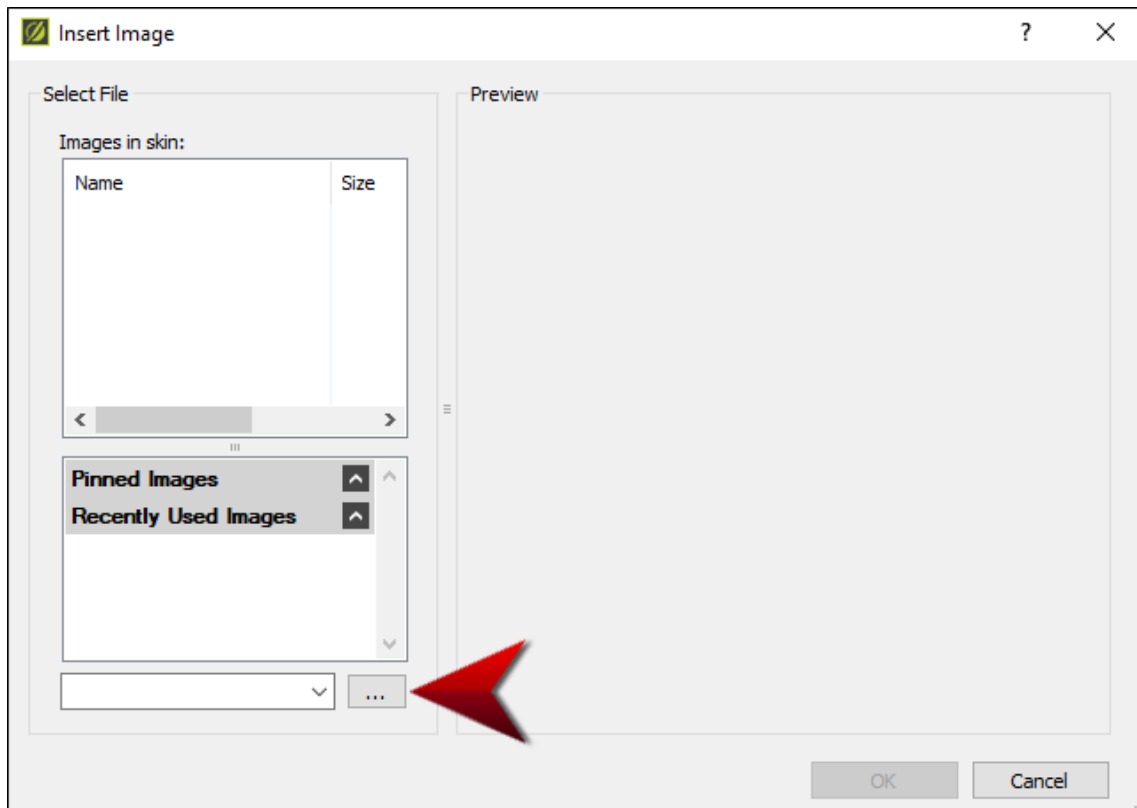 Insert Image
?
Select File
Preview
Images in skin:
Name Size
Pinned Images
Recently Used Images
...
OK Cancel